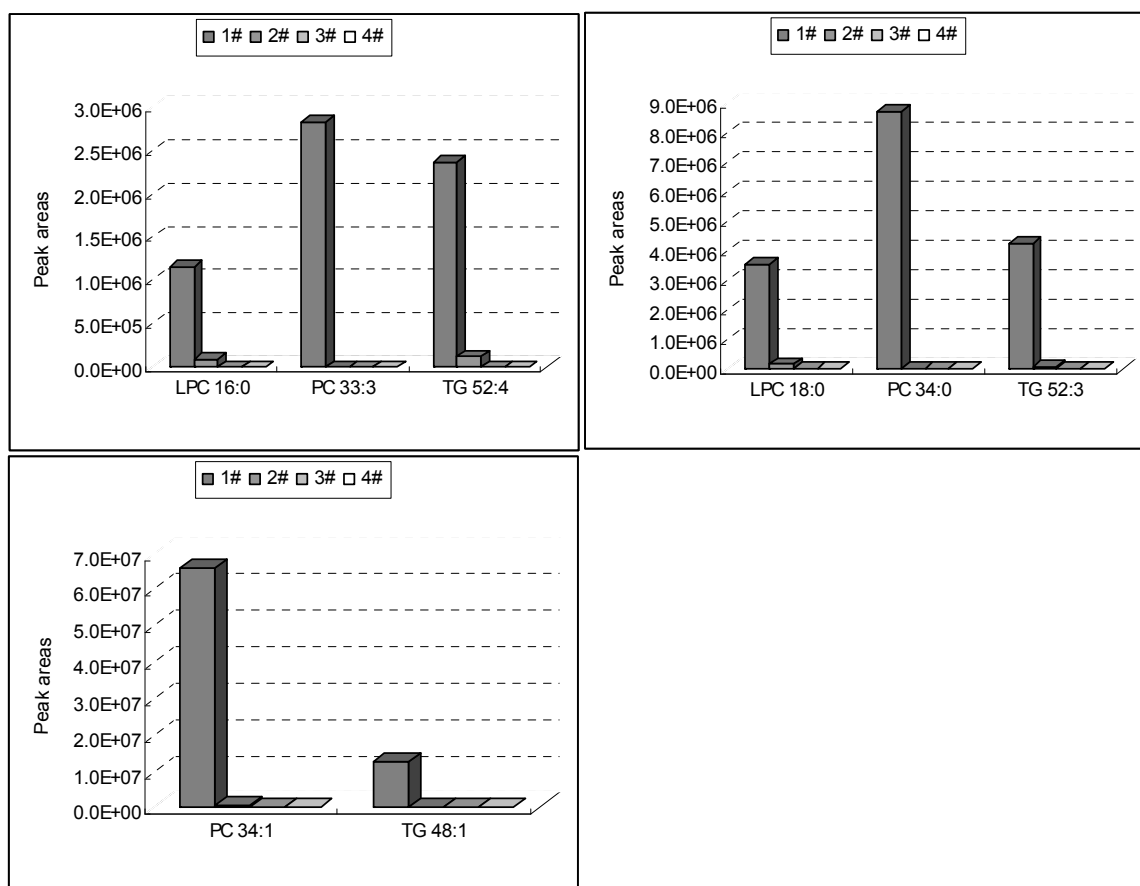 1# 2# 3# 4#
3.0E+06
2.5E+06
2.0E+06
1.5E+06
1.0E+06
5.0E+05
0.0E+00
Peak areas
LPC 16:0 PC 33:3 TG 52:4
1# 2# 3# 4#
9.0E+06
8.0E+06
7.0E+06
6.0E+06
5.0E+06
4.0E+06
3.0E+06
2.0E+06
1.0E+06
0.0E+00
Peak areas
LPC 18:0 PC 34:0 TG 52:3
1# 2# 3# 4#
7.0E+07
6.0E+07
5.0E+07
4.0E+07
3.0E+07
2.0E+07
1.0E+07
0.0E+00
Peak areas
PC 34:1 TG 48:1